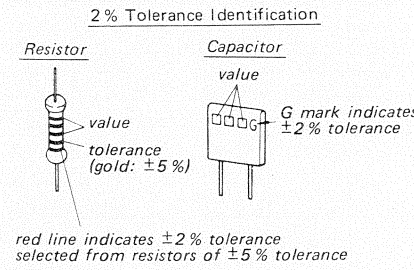 2% Tolerance Identification
Resistor
Capacitor
value
value
tolerance
(gold: ±5%)
G
G mark indicates
±2% tolerance
red line indicates ±2% tolerance
selected from resistors of ±5% tolerance